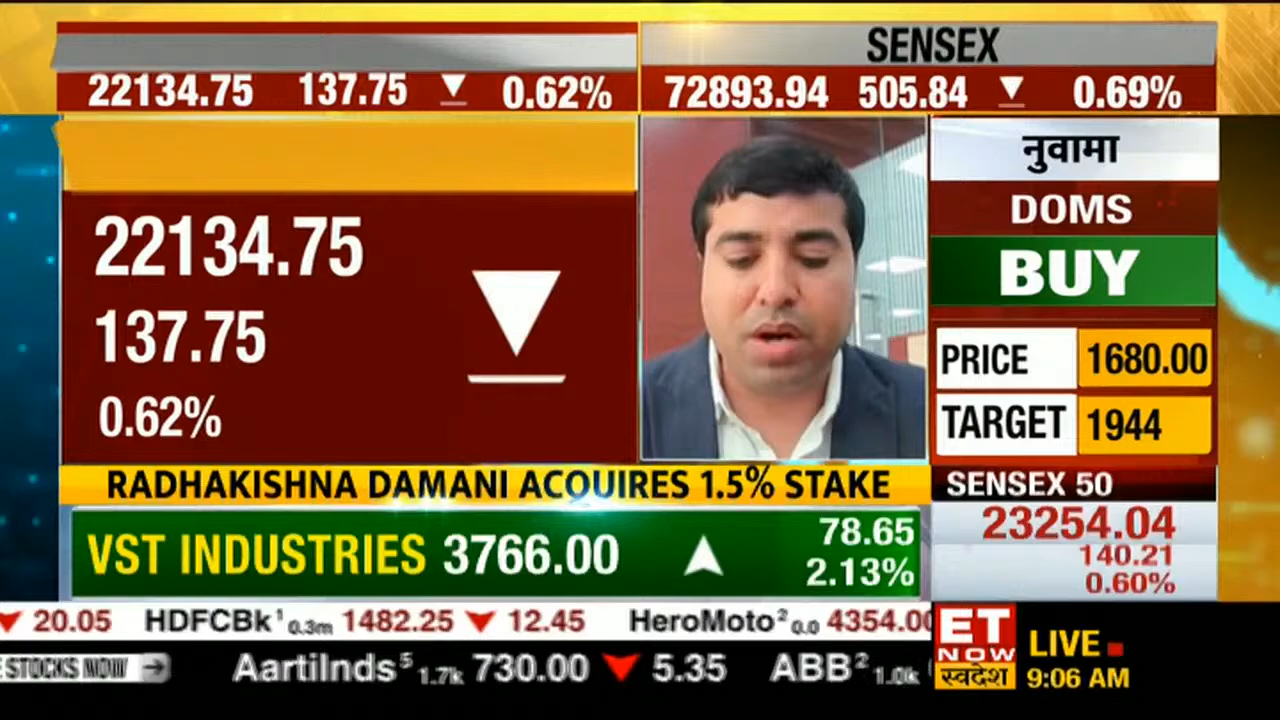 22134.75 137.75 ▼ 0.62%
SENSEX
72893.94 505.84 ▼ 0.69%
22134.75
137.75
0.62%
नुवामा
DOMS
BUY
PRICE 1680.00
TARGET 1944
RADHAKISHNA DAMANI ACQUIRES 1.5% STAKE
VST INDUSTRIES 3766.00 ▲ 78.65
2.13%
SENSEX 50
23254.04
140.21
0.60%
▼ 20.05 HDFCBk¹ 0.3m 1482.25 ▼ 12.45 HeroMoto² 0.0 4354.00
STOCKS NOW → AartiInds⁵ 1.7k 730.00 ▼ 5.35 ABB² 1.0k
ET
NOW
स्वदेश
LIVE
9:06 AM